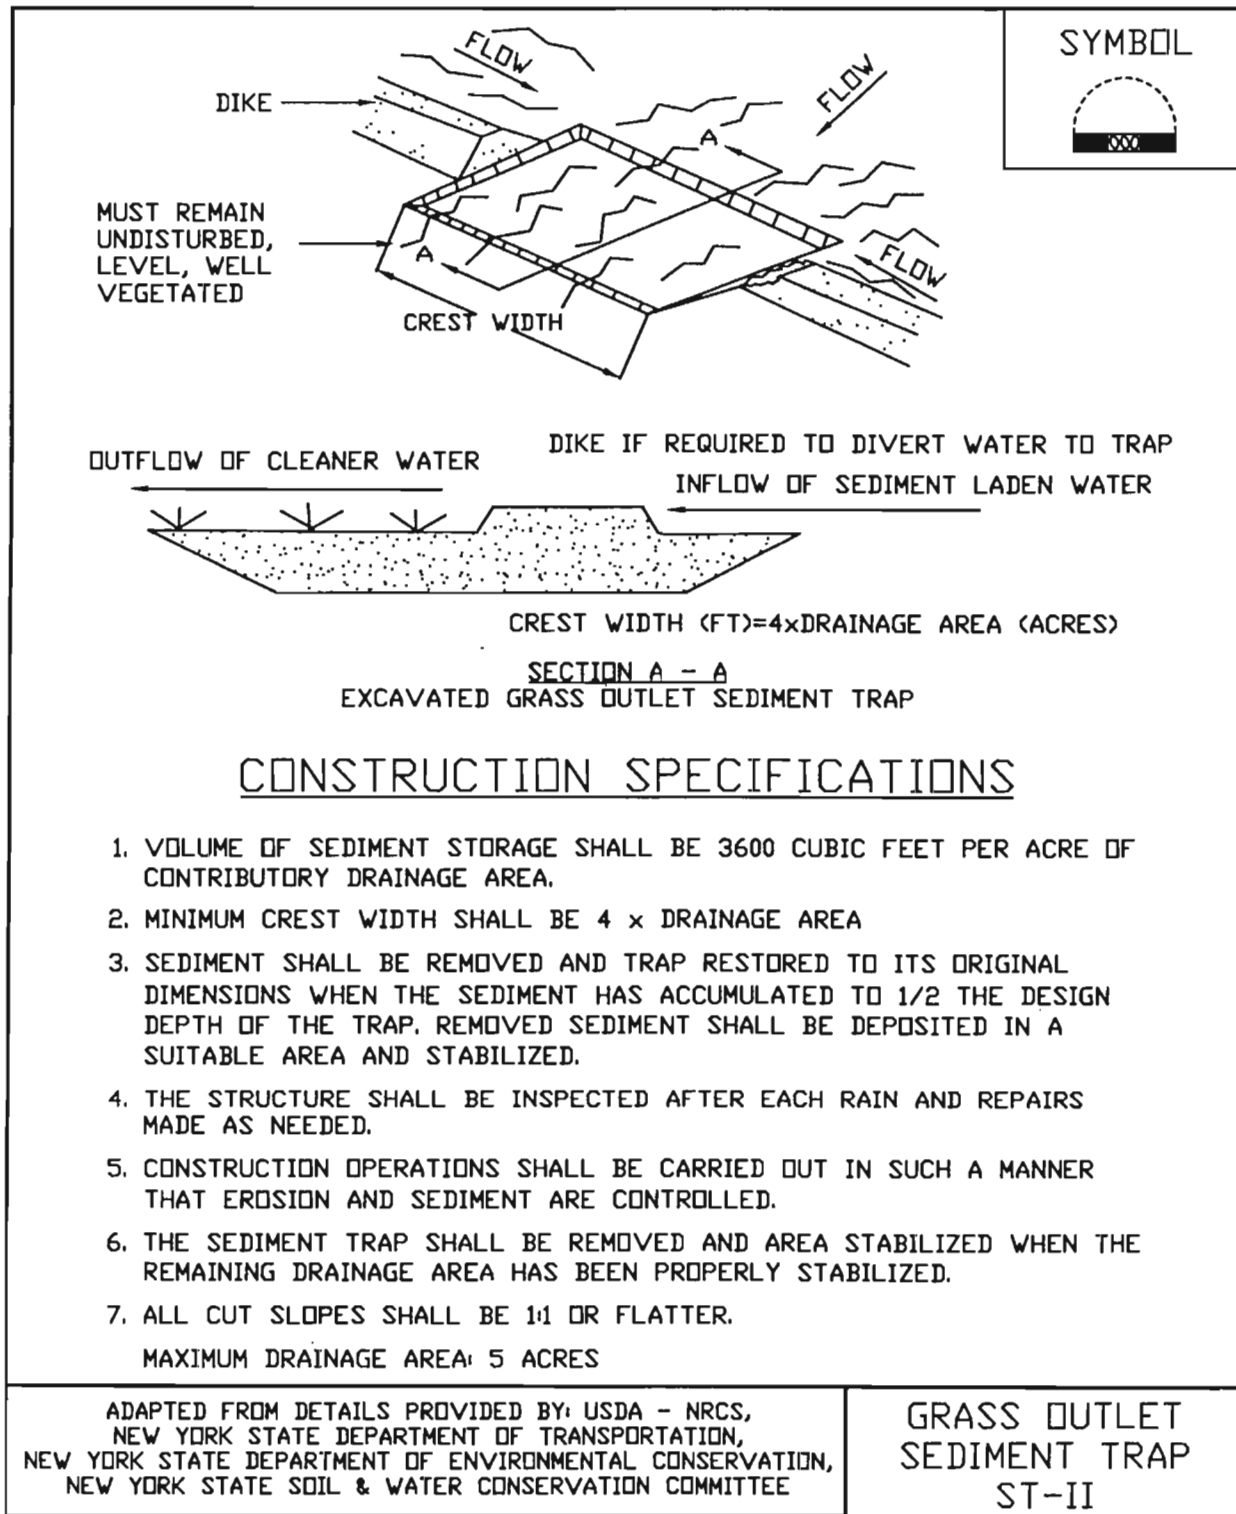 SYMBOL
FLOW
FLOW
DIKE
A
MUST REMAIN
UNDISTURBED,
LEVEL, WELL
VEGETATED
A
FLOW
CREST WIDTH
DIKE IF REQUIRED TO DIVERT WATER TO TRAP
OUTFLOW OF CLEANER WATER
INFLOW OF SEDIMENT LADEN WATER
CREST WIDTH (FT)=4xDRAINAGE AREA (ACRES)
SECTION A - A
EXCAVATED GRASS OUTLET SEDIMENT TRAP
CONSTRUCTION SPECIFICATIONS
1. VOLUME OF SEDIMENT STORAGE SHALL BE 3600 CUBIC FEET PER ACRE OF
CONTRIBUTORY DRAINAGE AREA.
2. MINIMUM CREST WIDTH SHALL BE 4 x DRAINAGE AREA
3. SEDIMENT SHALL BE REMOVED AND TRAP RESTORED TO ITS ORIGINAL
DIMENSIONS WHEN THE SEDIMENT HAS ACCUMULATED TO 1/2 THE DESIGN
DEPTH OF THE TRAP. REMOVED SEDIMENT SHALL BE DEPOSITED IN A
SUITABLE AREA AND STABILIZED.
4. THE STRUCTURE SHALL BE INSPECTED AFTER EACH RAIN AND REPAIRS
MADE AS NEEDED.
5. CONSTRUCTION OPERATIONS SHALL BE CARRIED OUT IN SUCH A MANNER
THAT EROSION AND SEDIMENT ARE CONTROLLED.
6. THE SEDIMENT TRAP SHALL BE REMOVED AND AREA STABILIZED WHEN THE
REMAINING DRAINAGE AREA HAS BEEN PROPERLY STABILIZED.
7. ALL CUT SLOPES SHALL BE 1:1 OR FLATTER.
MAXIMUM DRAINAGE AREA: 5 ACRES
ADAPTED FROM DETAILS PROVIDED BY: USDA - NRCS,
NEW YORK STATE DEPARTMENT OF TRANSPORTATION,
NEW YORK STATE DEPARTMENT OF ENVIRONMENTAL CONSERVATION,
NEW YORK STATE SOIL & WATER CONSERVATION COMMITTEE
GRASS OUTLET
SEDIMENT TRAP
ST-II